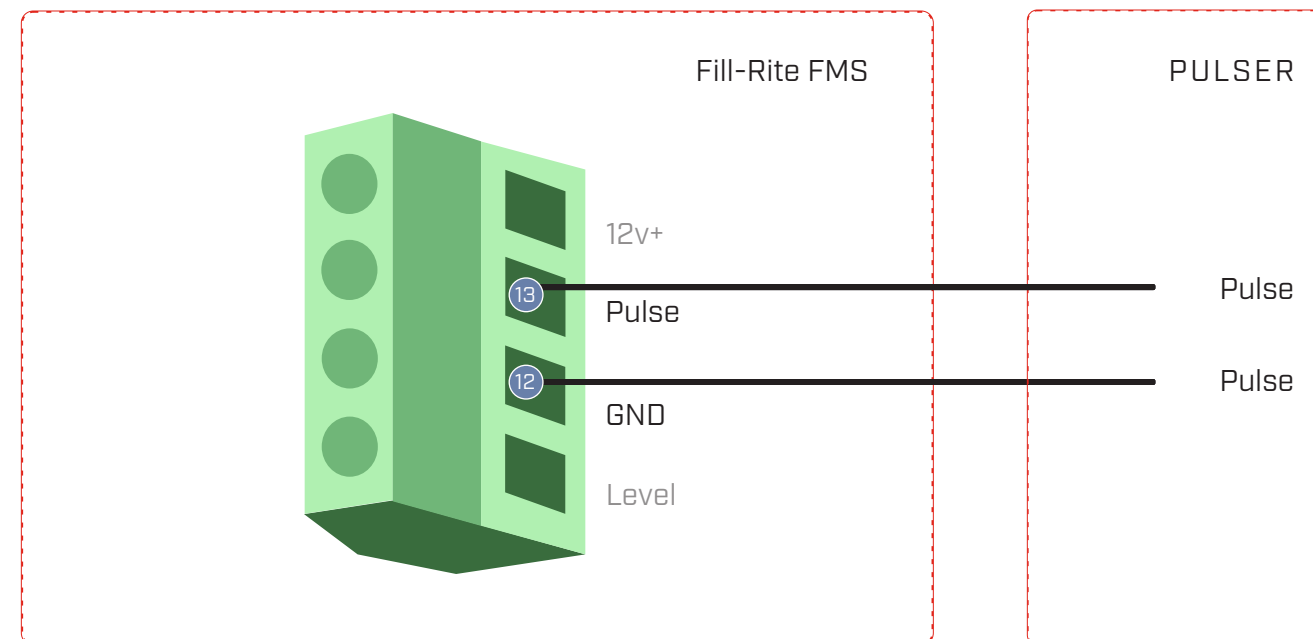 Fill-Rite FMS
PULSER
12v+
13
Pulse
Pulse
12
Pulse
GND
Level